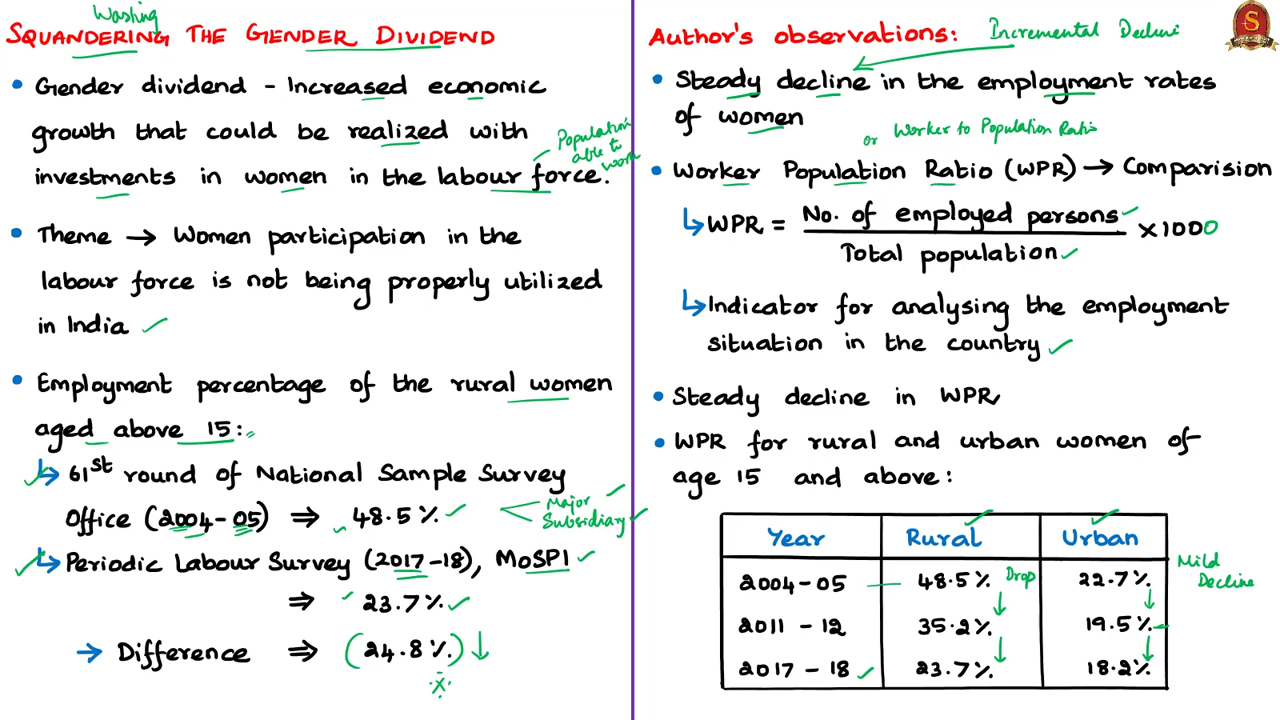 Washing
SQUANDERING THE GENDER DIVIDEND
• Gender dividend - Increased economic
growth that could be realized with
investments in women in the labour force.
Population
able to
work
• Theme → Women participation in the
labour force is not being properly utilized
in India ✓
• Employment percentage of the rural women
aged above 15:
↳ 61st round of National Sample Survey
Office (2004-05) ⇒ 48.5% ✓
Major ✓
Subsidiary ✓
↳ Periodic Labour Survey (2017-18), MoSPI ✓
⇒ 23.7% ✓
→ Difference ⇒ (24.8%) ↓
Author's observations:
Incremental Decline
• Steady decline in the employment rates
of women
or Worker to Population Ratio
• Worker Population Ratio (WPR) → Comparision
↳ WPR = No. of employed persons ✓ ×1000
Total population ✓
↳ Indicator for analysing the employment
situation in the country ✓
• Steady decline in WPR
• WPR for rural and urban women of
age 15 and above:
Year Rural Urban
2004-05 48.5% Drop 22.7%
Mild
Decline
2011 - 12 35.2% 19.5%
2017 - 18 ✓ 23.7% 18.2%
S